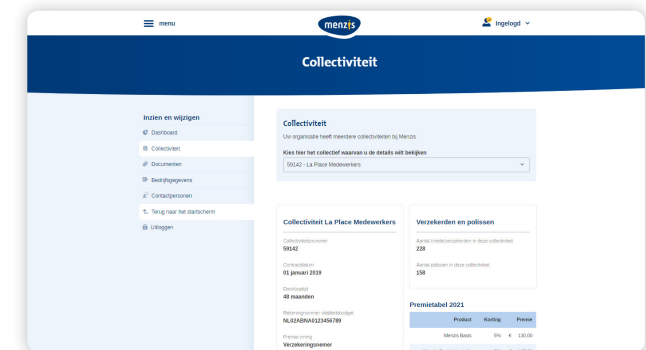 menu
menzis
Ingelogd
Collectiviteit
Inzien en wijzigen
Dashboard
Collectiviteit
Documenten
Bedrijfsgegevens
Contactpersonen
Terug naar het startscherm
Uitloggen
Collectiviteit
Uw organisatie heeft meerdere collectiviteiten bij Menzis
Kies hier het collectief waarvan u de details wilt bekijken
59142 - La Place Medewerkers
Collectiviteit La Place Medewerkers
Collectiviteitsnummer
59142
Contractdatum
01 januari 2019
Doorlooptijd
48 maanden
Rekeningnummer vitaliteitsbudget
NL02ABNA0123456789
Premie-inning
Verzekeringsnemer
Verzekerden en polissen
Aantal (mede)verzekerden in deze collectiviteit
228
Aantal polissen in deze collectiviteit
158
Premietabel 2021
Product Korting Premie
Menzis Basis 5% € 130,00